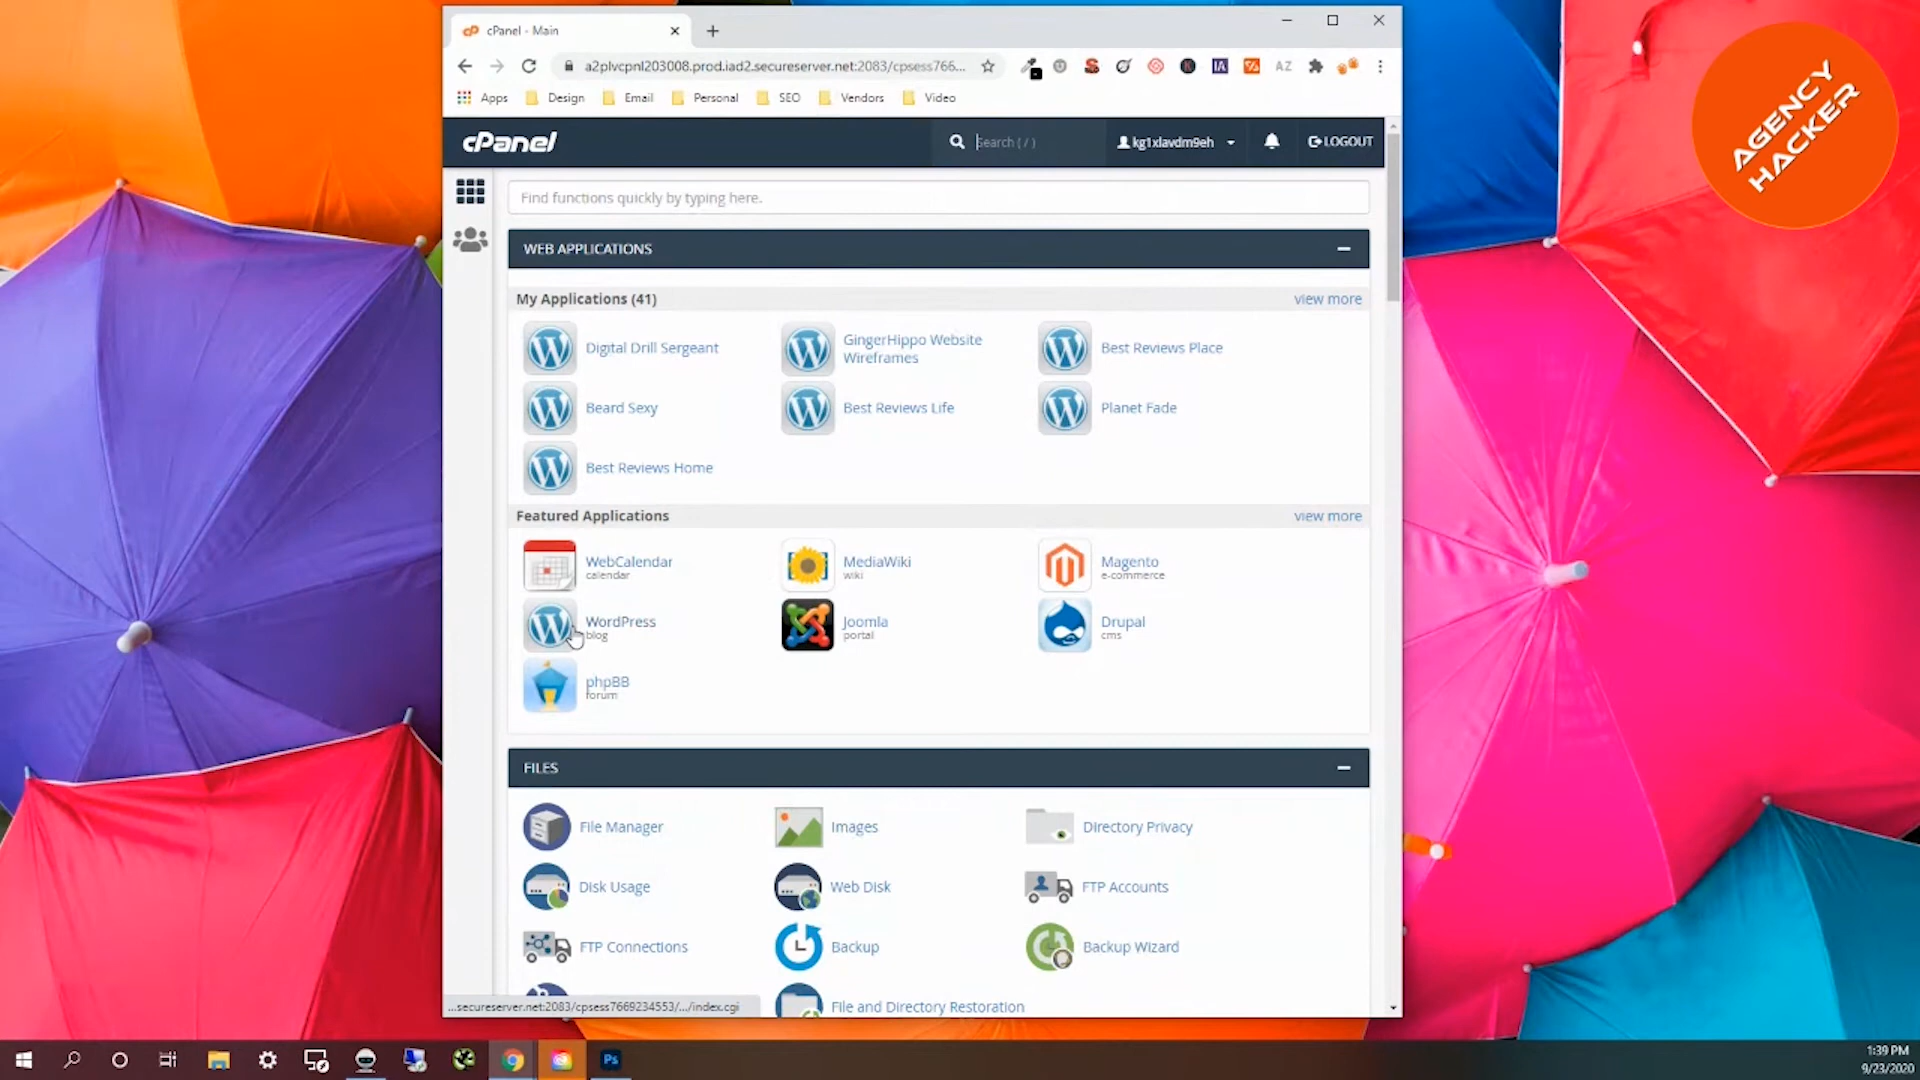 cPanel - Main
a2plvcpnl203008.prod.iad2.secureserver.net:2083/cpsess766...
AZ
Apps
Design
Email
Personal
SEO
Vendors
Video
AGENCY
HACKER
cPanel
Search ( / )
kg1xlavdm9eh
LOGOUT
Find functions quickly by typing here.
WEB APPLICATIONS
My Applications (41)
view more
Digital Drill Sergeant
GingerHippo Website
Wireframes
Best Reviews Place
Beard Sexy
Best Reviews Life
Planet Fade
Best Reviews Home
Featured Applications
view more
WebCalendar
calendar
MediaWiki
wiki
Magento
e-commerce
WordPress
blog
Joomla
portal
Drupal
cms
phpBB
forum
FILES
File Manager
Images
Directory Privacy
Disk Usage
Web Disk
FTP Accounts
FTP Connections
Backup
Backup Wizard
File and Directory Restoration
...secureserver.net:2083/cpsess7669234553/.../index.cgi
Ps
1:39 PM
9/23/2020